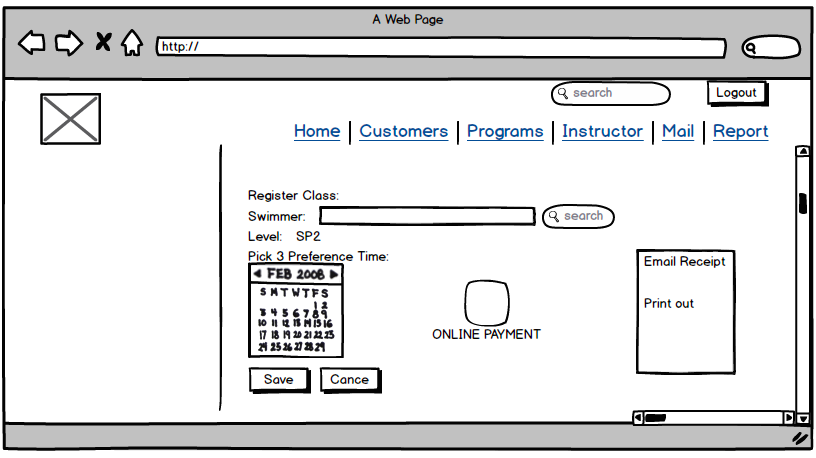 A Web Page
http://
search
Logout
Home | Customers | Programs | Instructor | Mail | Report
Register Class:
Swimmer: search
Level: SP2
Pick 3 Preference Time:
FEB 2008
S M T W T F S
1 2
3 4 5 6 7 8 9
10 11 12 13 14 15 16
17 18 19 20 21 22 23
24 25 26 27 28 29
ONLINE PAYMENT
Email Receipt
Print out
Save
Cance